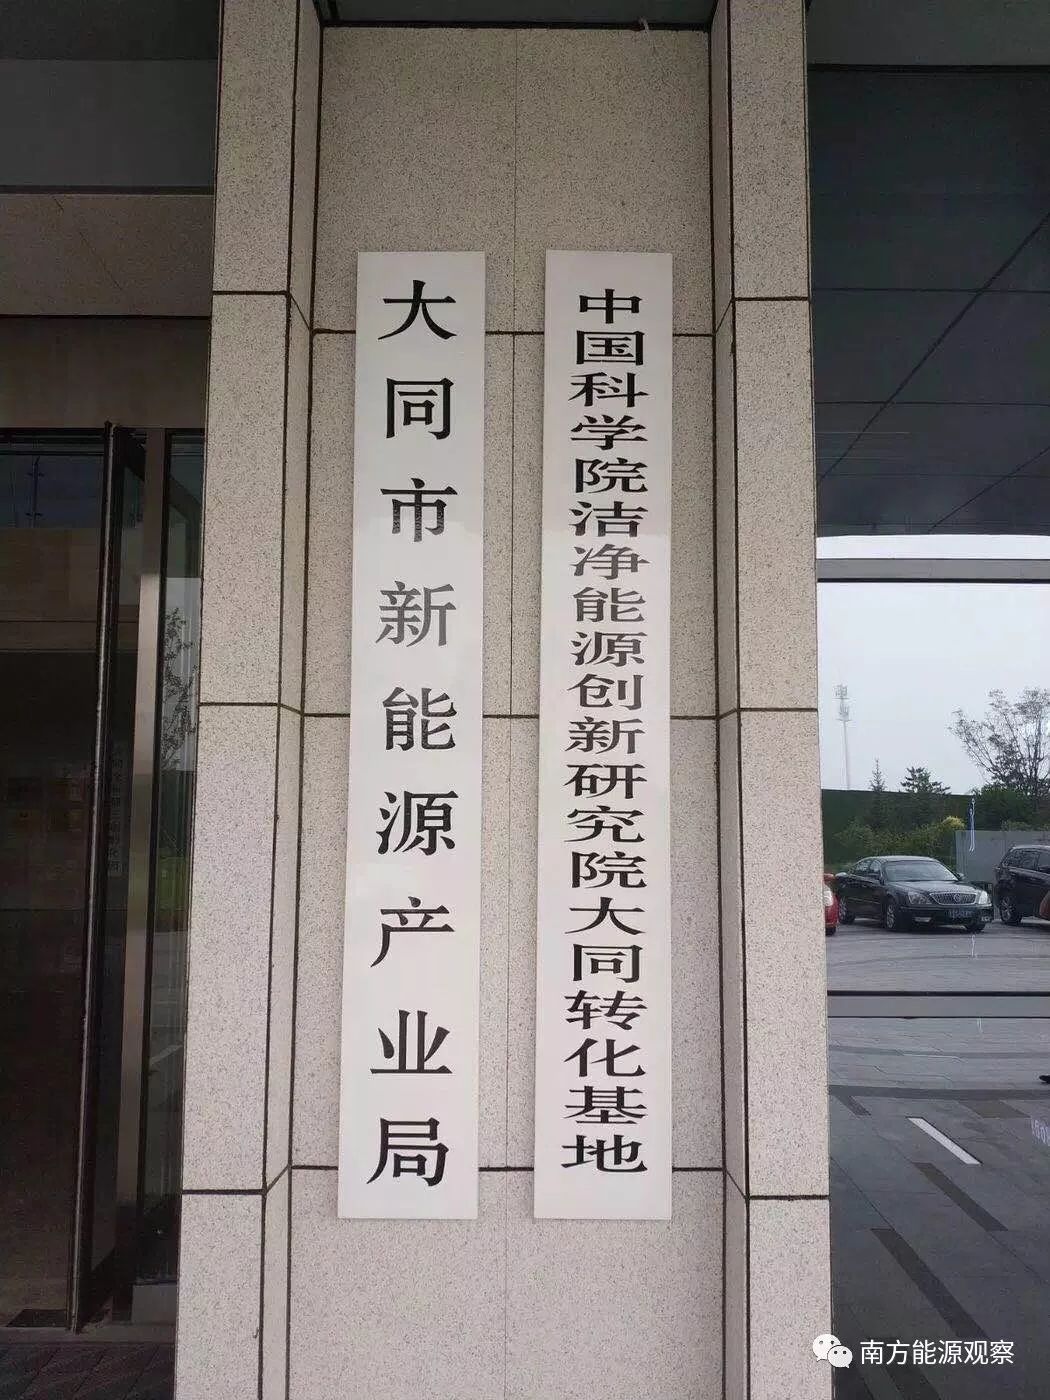 中国科学院洁净能源创新研究院大同转化基地
大同市新能源产业局
南方能源观察